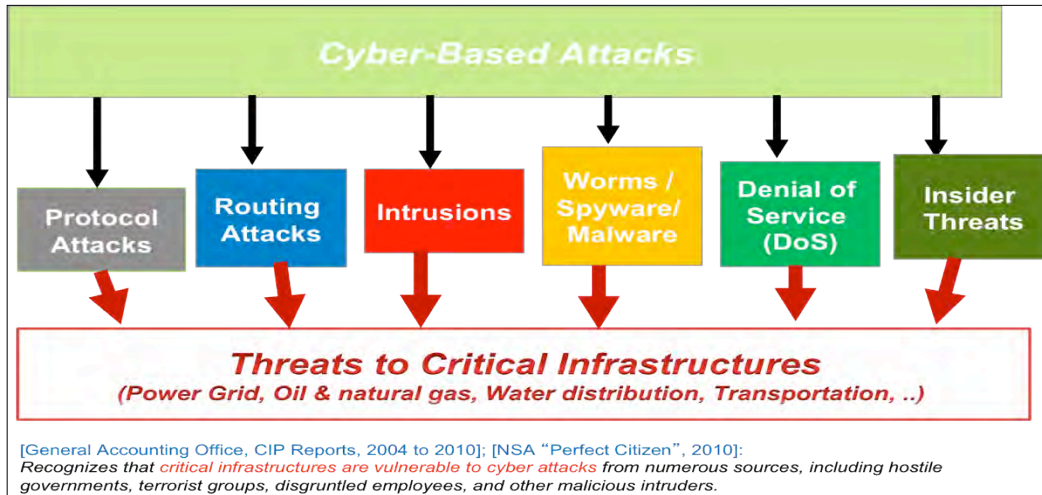 Cyber-Based Attacks
Protocol
Attacks
Routing
Attacks
Intrusions
Worms /
Spyware/
Malware
Denial of
Service
(DoS)
Insider
Threats
Threats to Critical Infrastructures
(Power Grid, Oil & natural gas, Water distribution, Transportation, ..)
[General Accounting Office, CIP Reports, 2004 to 2010]; [NSA “Perfect Citizen”, 2010]:
Recognizes that critical infrastructures are vulnerable to cyber attacks from numerous sources, including hostile
governments, terrorist groups, disgruntled employees, and other malicious intruders.